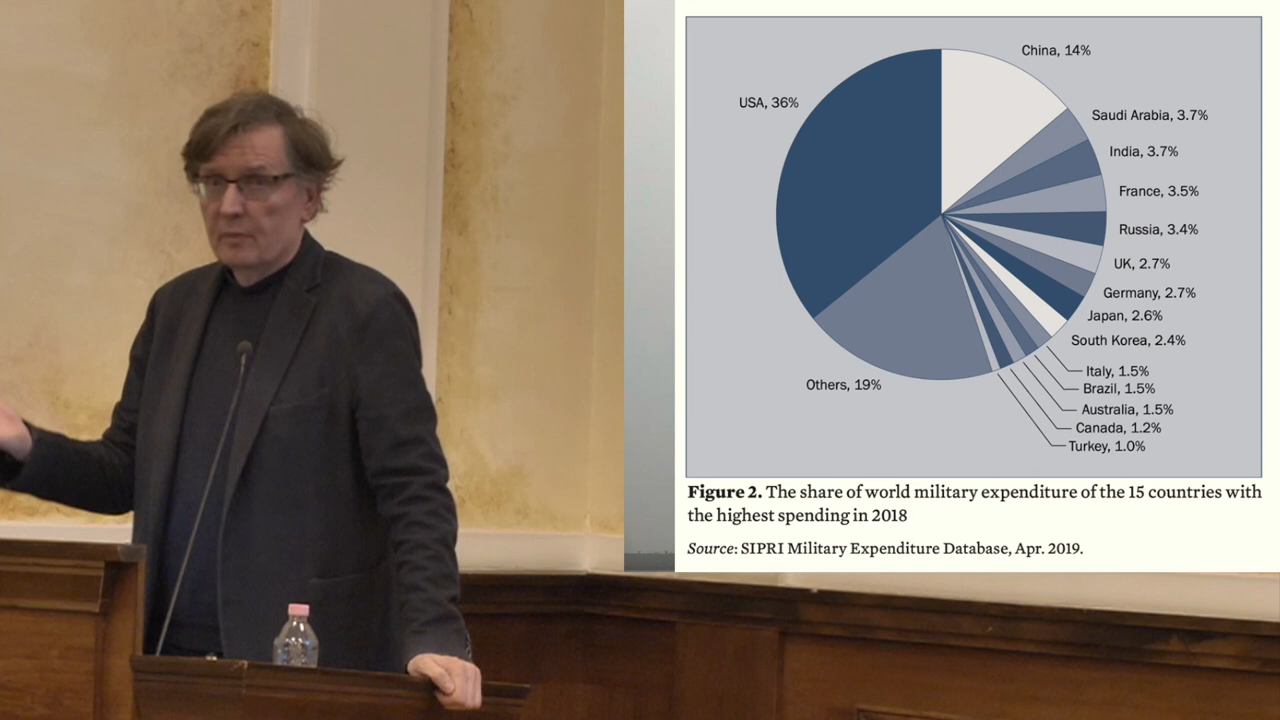 China, 14%
USA, 36%
Saudi Arabia, 3.7%
India, 3.7%
France, 3.5%
Russia, 3.4%
UK, 2.7%
Germany, 2.7%
Japan, 2.6%
South Korea, 2.4%
Italy, 1.5%
Others, 19%
Brazil, 1.5%
Australia, 1.5%
Canada, 1.2%
Turkey, 1.0%
Figure 2. The share of world military expenditure of the 15 countries with
the highest spending in 2018
Source: SIPRI Military Expenditure Database, Apr. 2019.